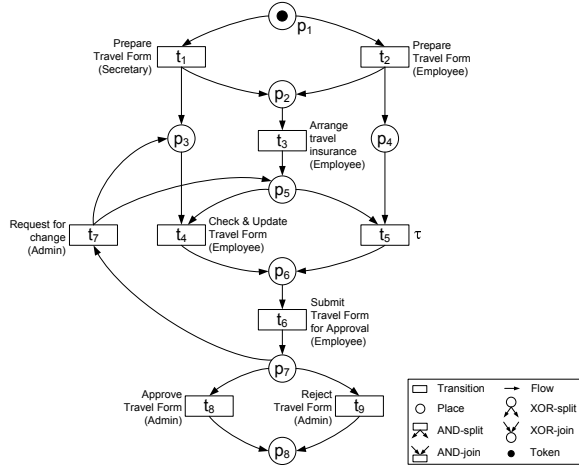 p1
Prepare
Travel Form
(Secretary)
t1
t2
Prepare
Travel Form
(Employee)
p2
p3
t3
Arrange
travel
insurance
(Employee)
p4
p5
Request for
change
(Admin)
t7
t4
Check & Update
Travel Form
(Employee)
t5
τ
p6
t6
Submit
Travel Form
for Approval
(Employee)
p7
Approve
Travel Form
(Admin)
t8
Reject
Travel Form
(Admin)
t9
p8
Transition
Flow
Place
XOR-split
AND-split
XOR-join
AND-join
Token